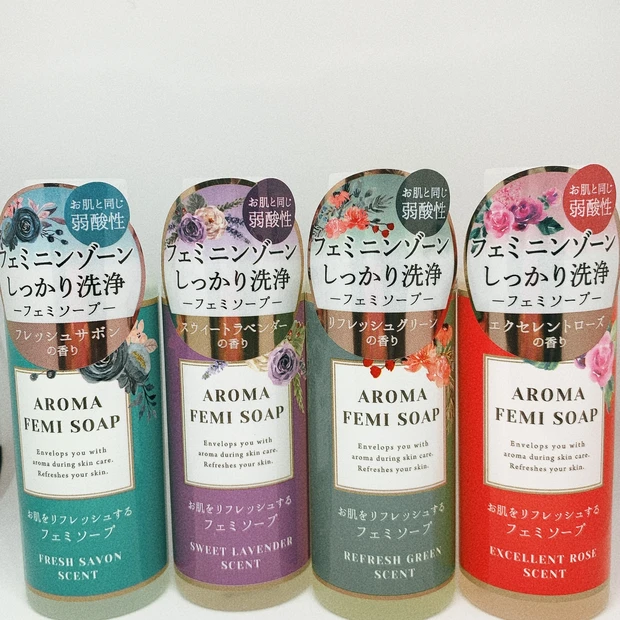 お肌と同じ
弱酸性
フェミニンゾーン
しっかり洗浄
—フェミソープ—
フレッシュサボン
の香り
AROMA
FEMI SOAP
Envelops you with
aroma during skin care.
Refreshes your skin.
お肌をリフレッシュする
フェミソープ
FRESH SAVON
SCENT
お肌と同じ
弱酸性
フェミニンゾーン
しっかり洗浄
—フェミソープ—
スウィートラベンダー
の香り
AROMA
FEMI SOAP
Envelops you with
aroma during skin care.
Refreshes your skin.
お肌をリフレッシュする
フェミソープ
SWEET LAVENDER
SCENT
お肌と同じ
弱酸性
フェミニンゾーン
しっかり洗浄
—フェミソープ—
リフレッシュグリーン
の香り
AROMA
FEMI SOAP
Envelops you with
aroma during skin care.
Refreshes your skin.
お肌をリフレッシュする
フェミソープ
REFRESH GREEN
SCENT
お肌と同じ
弱酸性
フェミニンゾーン
しっかり洗浄
—フェミソープ—
エクセレントローズ
の香り
AROMA
FEMI SOAP
Envelops you with
aroma during skin care.
Refreshes your skin.
お肌をリフレッシュする
フェミソープ
EXCELLENT ROSE
SCENT